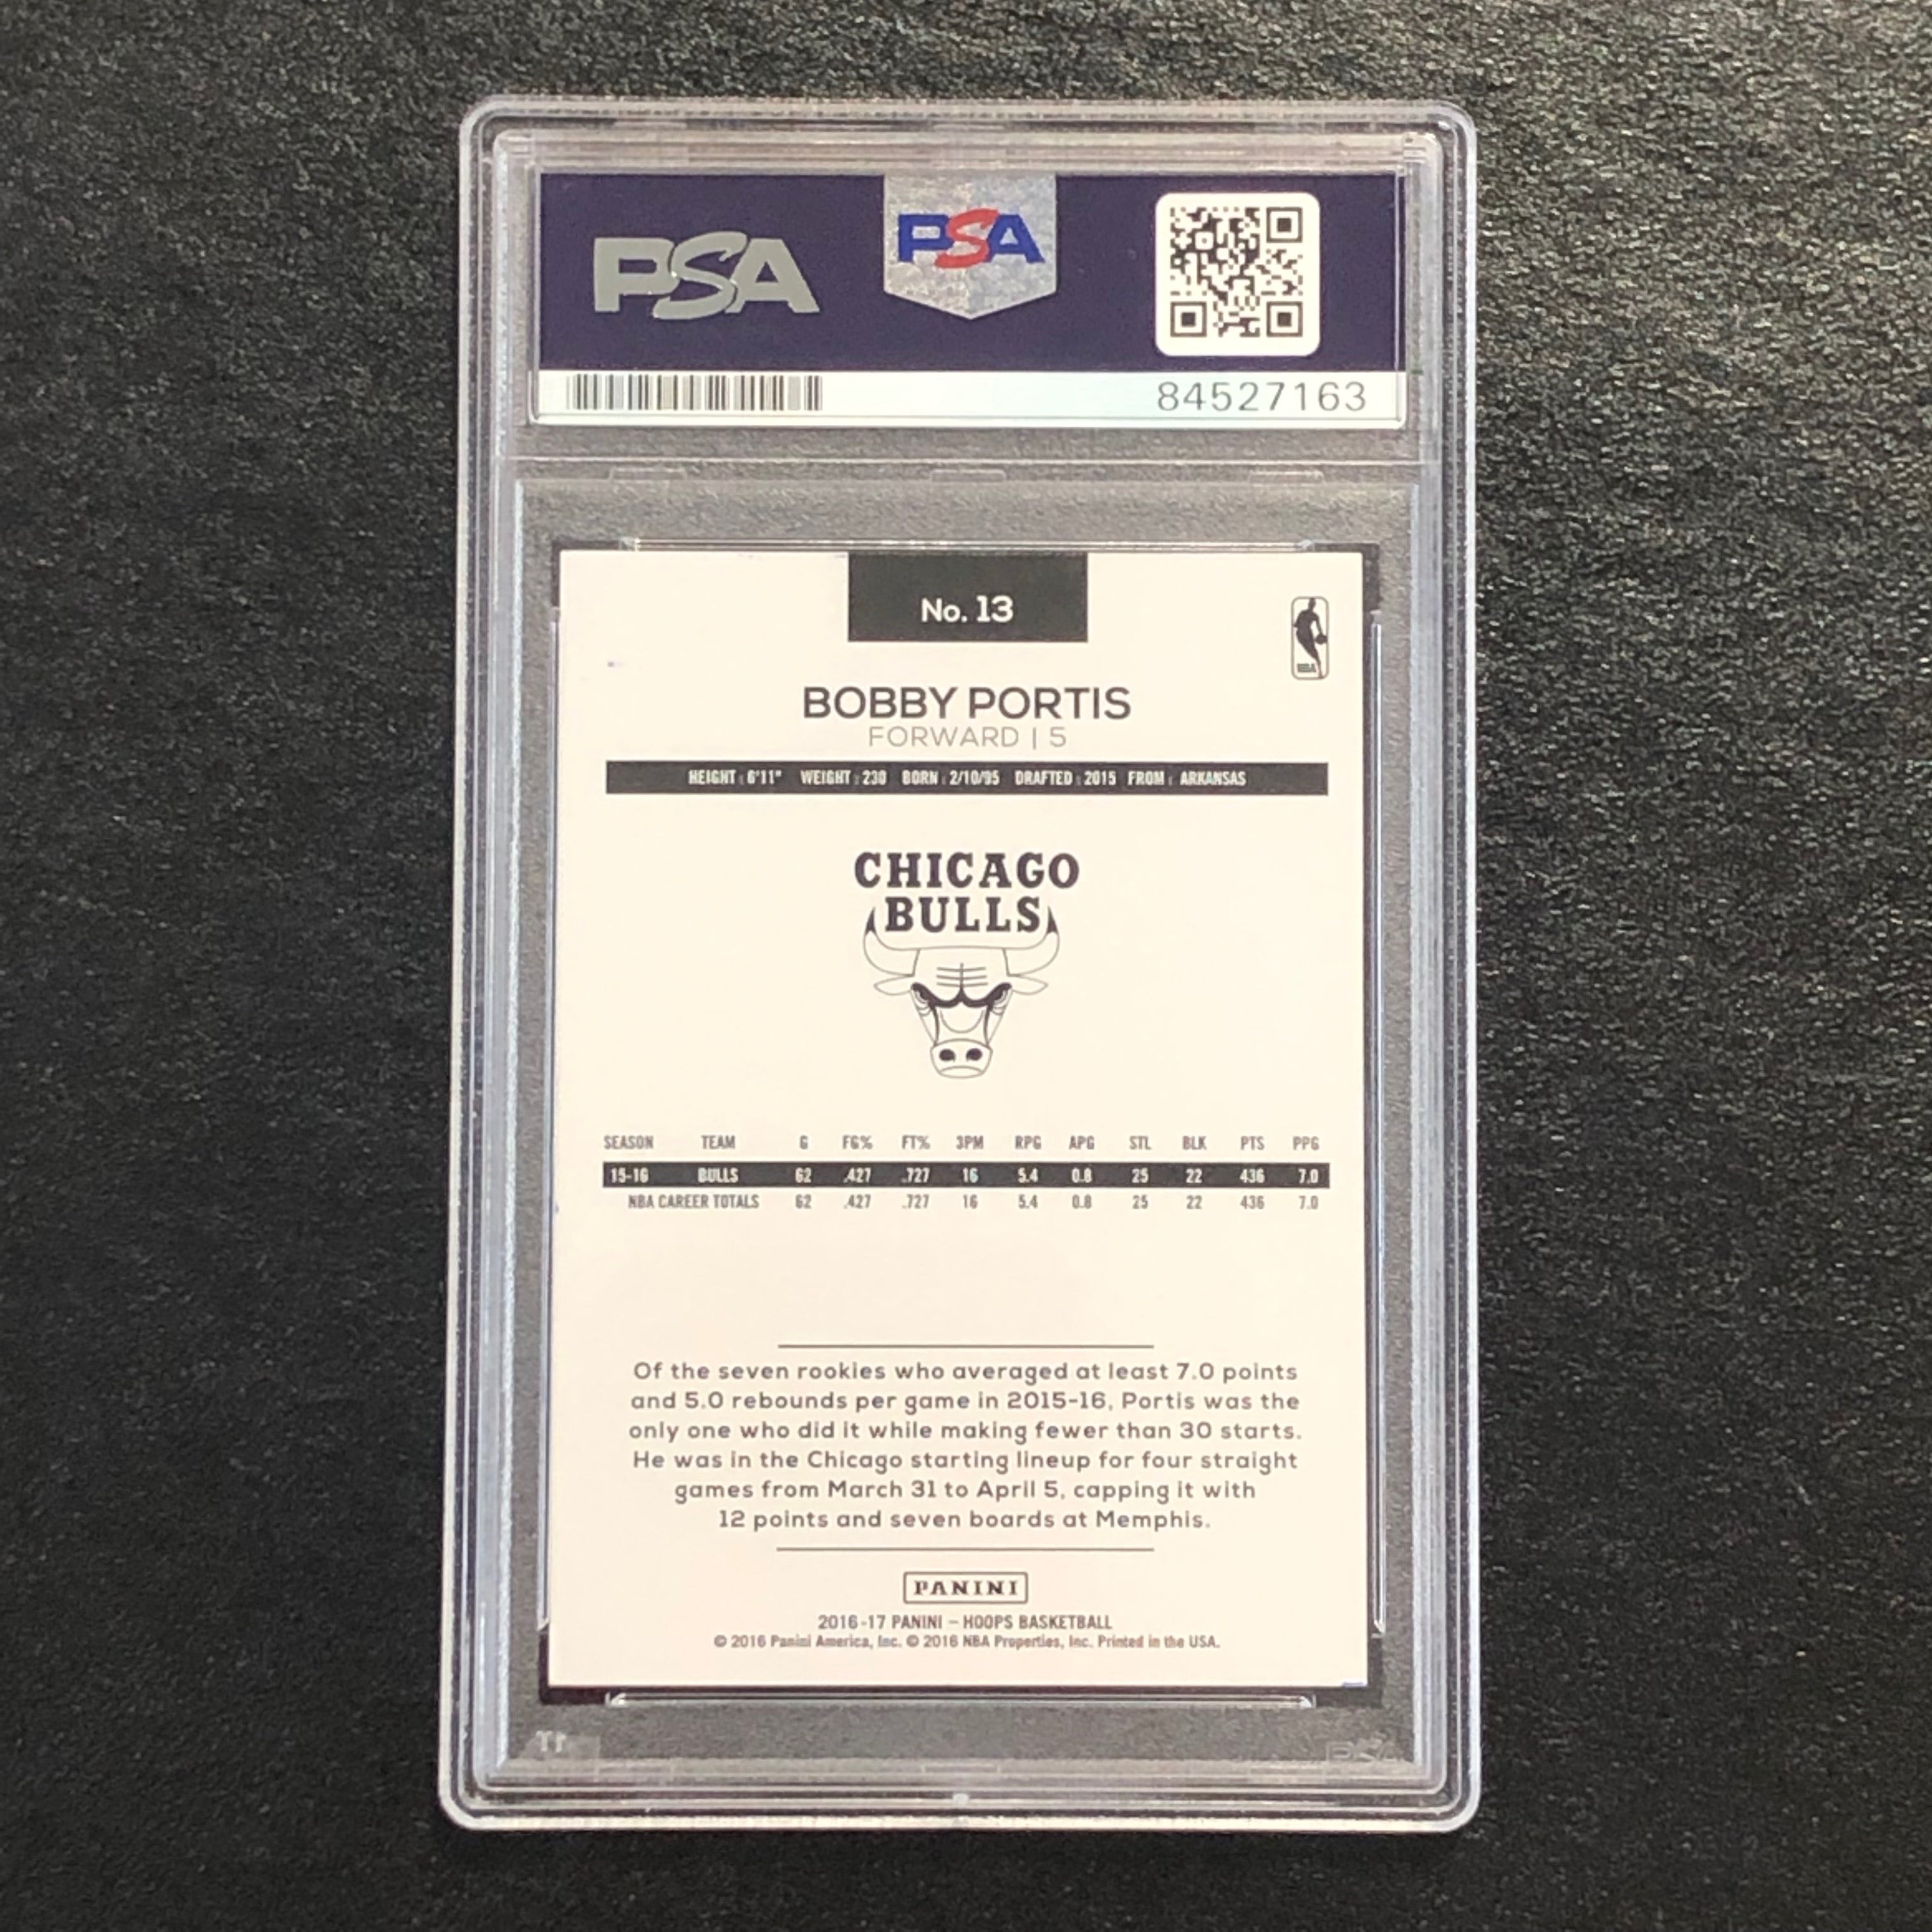 PSA
PSA
84527163
No. 13
NBA
BOBBY PORTIS
FORWARD | 5
HEIGHT : 6'11" WEIGHT : 230 BORN : 2/10/95 DRAFTED : 2015 FROM : ARKANSAS
CHICAGO
BULLS
SEASON TEAM G FG% FT% 3PM RPG APG STL BLK PTS PPG
15-16 BULLS 62 .427 .727 16 5.4 0.8 25 22 436 7.0
NBA CAREER TOTALS 62 .427 .727 16 5.4 0.8 25 22 436 7.0
Of the seven rookies who averaged at least 7.0 points
and 5.0 rebounds per game in 2015-16, Portis was the
only one who did it while making fewer than 30 starts.
He was in the Chicago starting lineup for four straight
games from March 31 to April 5, capping it with
12 points and seven boards at Memphis.
PANINI
2016-17 PANINI – HOOPS BASKETBALL
© 2016 Panini America, Inc. © 2016 NBA Properties, Inc. Printed in the USA.